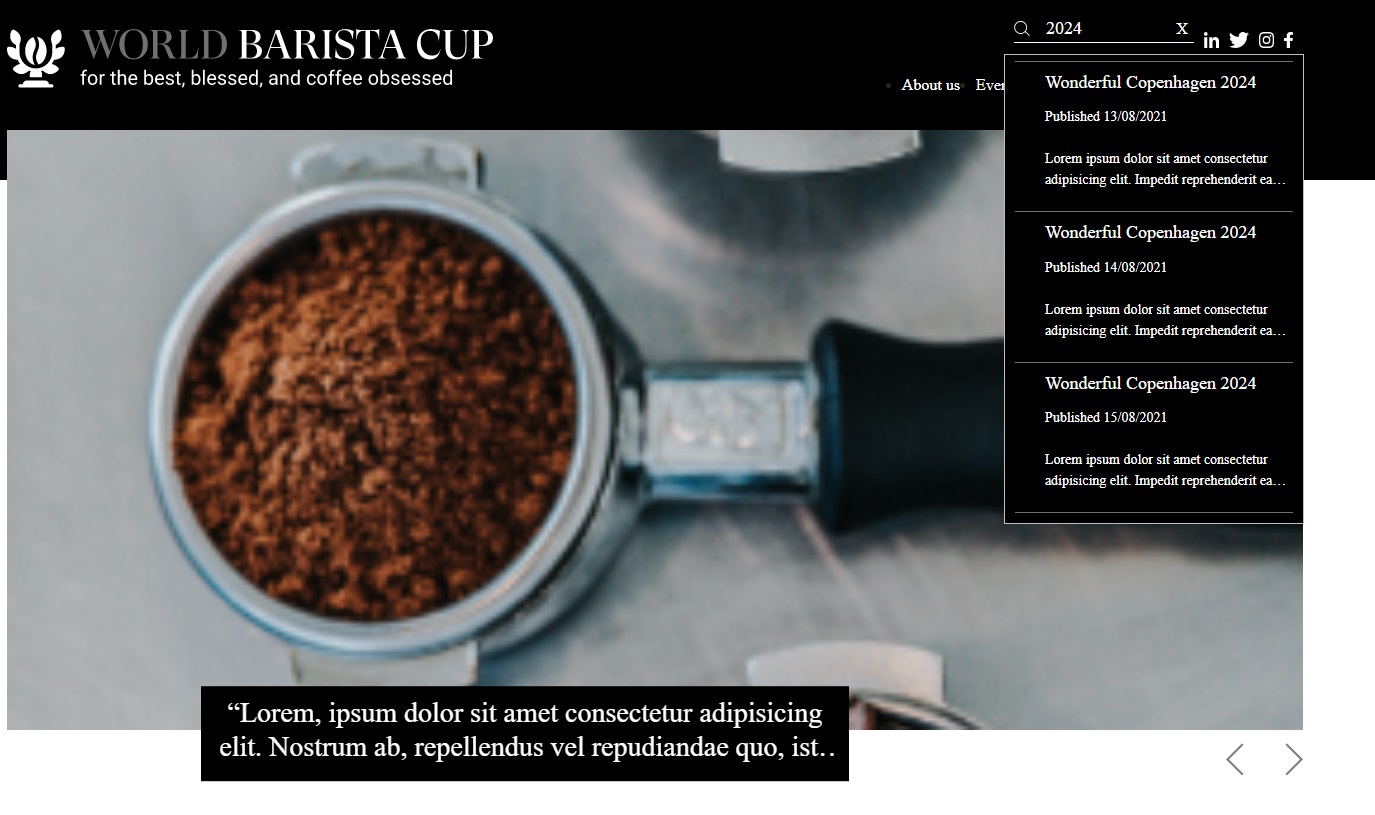 WORLD BARISTA CUP
for the best, blessed, and coffee obsessed
2024 X
in
About us
Wonderful Copenhagen 2024
Published 13/08/2021
Lorem ipsum dolor sit amet consectetur
adipisicing elit. Impedit reprehenderit ea…
Wonderful Copenhagen 2024
Published 14/08/2021
Lorem ipsum dolor sit amet consectetur
adipisicing elit. Impedit reprehenderit ea…
Wonderful Copenhagen 2024
Published 15/08/2021
Lorem ipsum dolor sit amet consectetur
adipisicing elit. Impedit reprehenderit ea…
“Lorem, ipsum dolor sit amet consectetur adipisicing
elit. Nostrum ab, repellendus vel repudiandae quo, ist..